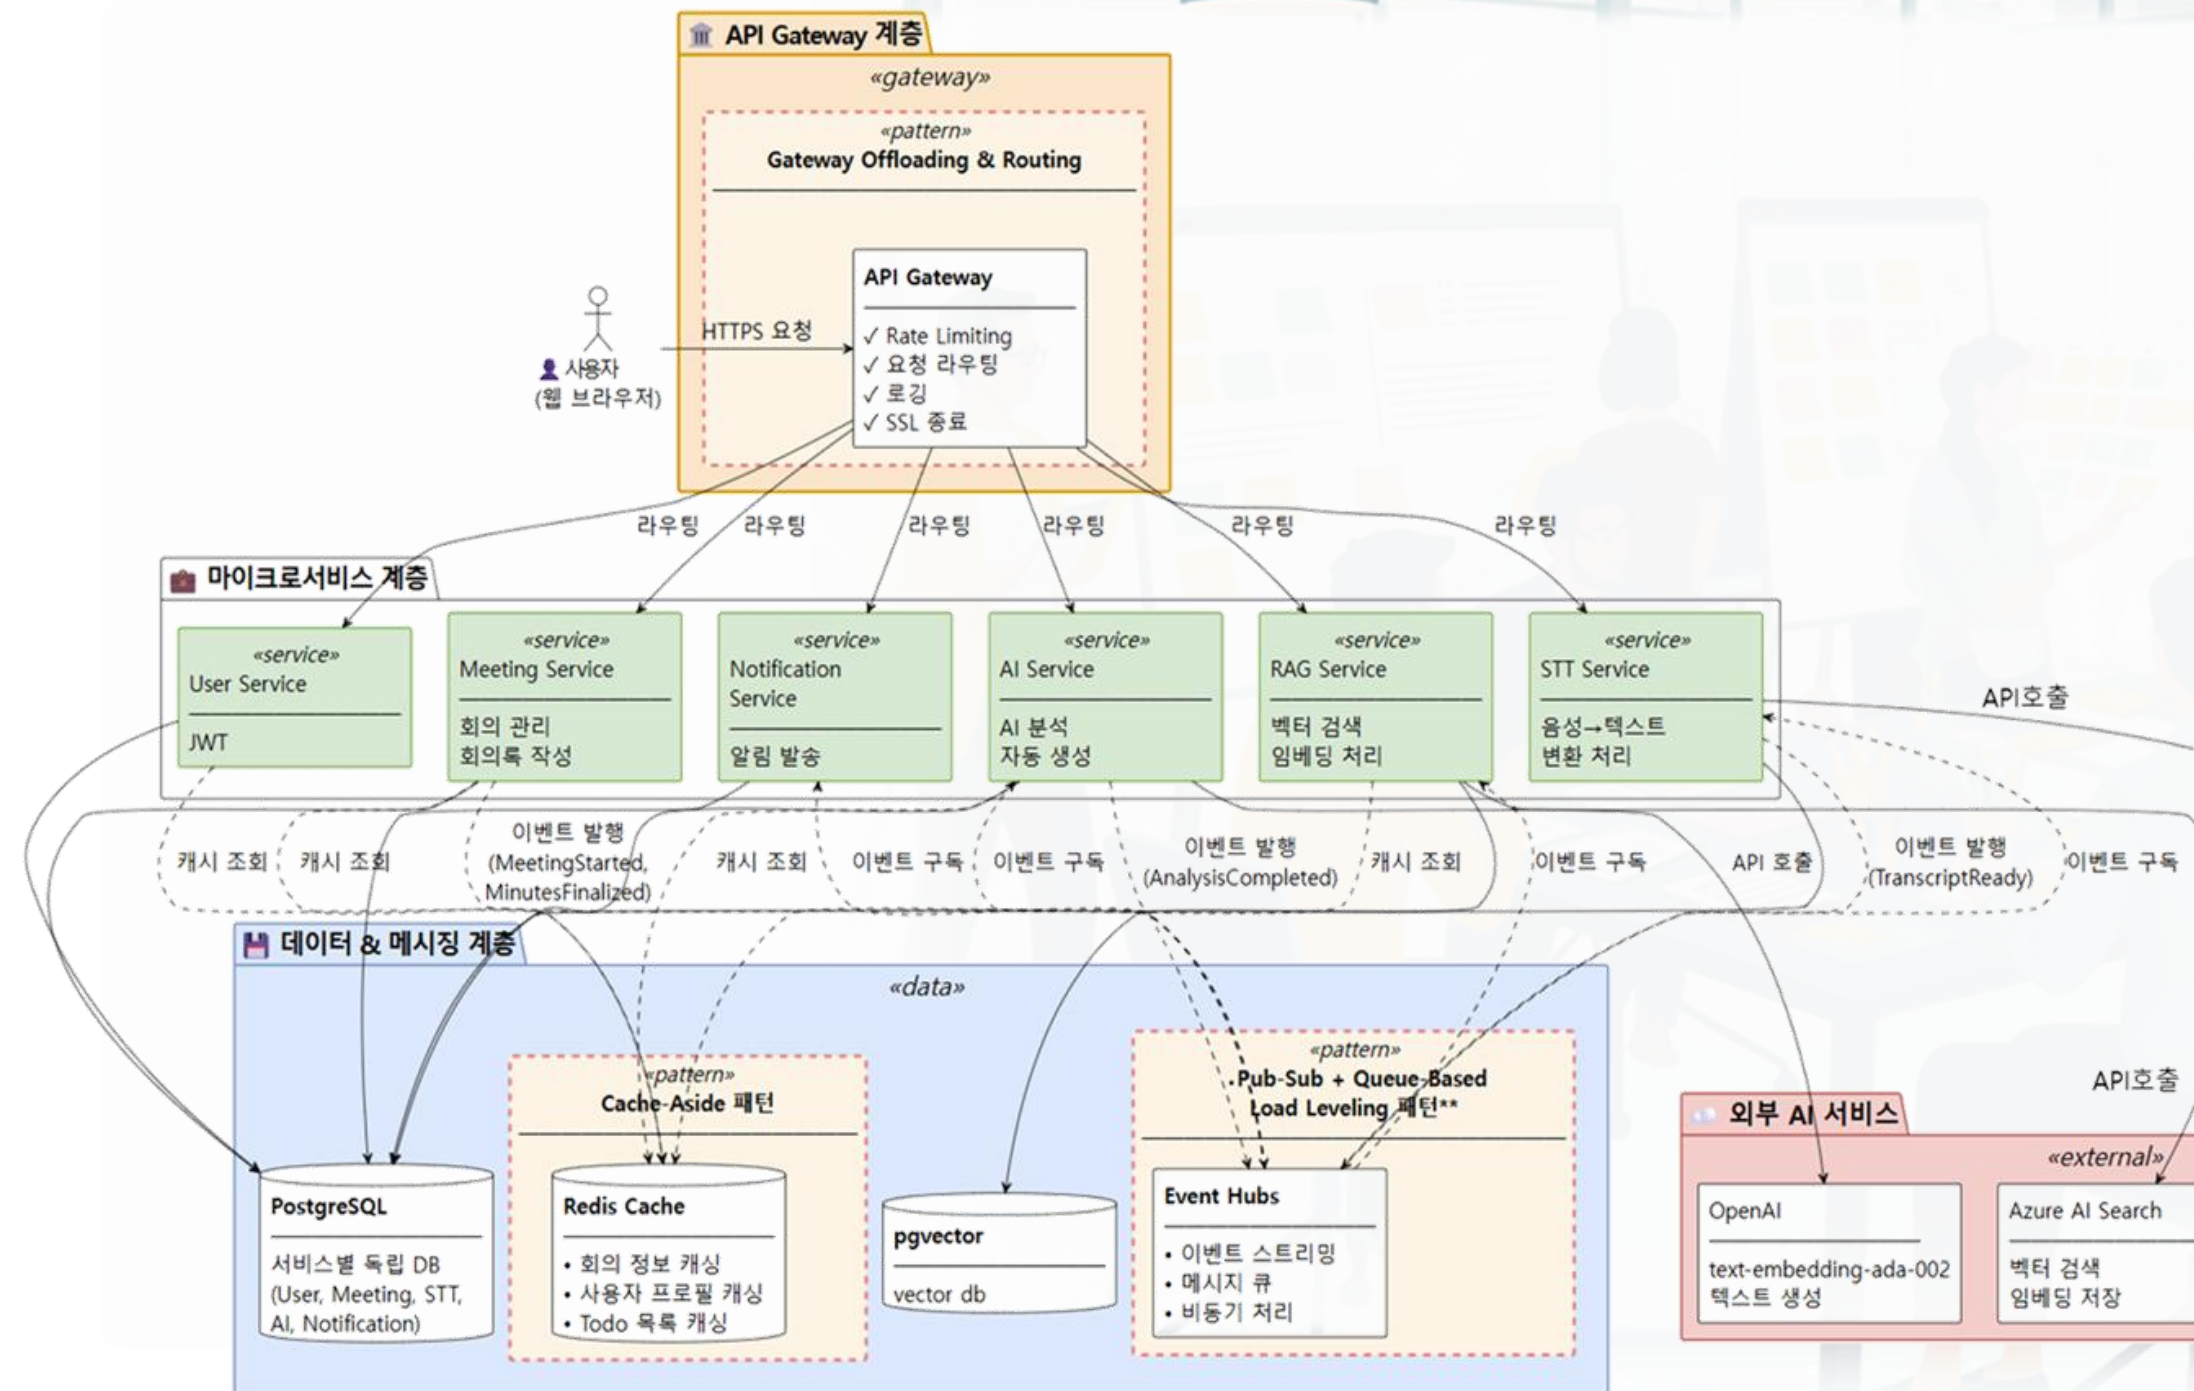 API Gateway 계층
«gateway»
«pattern»
Gateway Offloading & Routing
API Gateway
✓ Rate Limiting
✓ 요청 라우팅
✓ 로깅
✓ SSL 종료
HTTPS 요청
사용자
(웹 브라우저)
라우팅
라우팅
라우팅
라우팅
라우팅
라우팅
마이크로서비스 계층
«service»
User Service
JWT
«service»
Meeting Service
회의 관리
회의록 작성
«service»
Notification
Service
알림 발송
«service»
AI Service
AI 분석
자동 생성
«service»
RAG Service
벡터 검색
임베딩 처리
«service»
STT Service
음성→텍스트
변환 처리
API호출
캐시 조회
캐시 조회
이벤트 발행
(MeetingStarted,
MinutesFinalized)
캐시 조회
이벤트 구독
이벤트 구독
이벤트 발행
(AnalysisCompleted)
캐시 조회
이벤트 구독
API 호출
이벤트 발행
(TranscriptReady)
이벤트 구독
데이터 & 메시징 계층
«data»
PostgreSQL
서비스별 독립 DB
(User, Meeting, STT,
AI, Notification)
«pattern»
Cache-Aside 패턴
Redis Cache
• 회의 정보 캐싱
• 사용자 프로필 캐싱
• Todo 목록 캐싱
pgvector
vector db
«pattern»
.Pub-Sub + Queue-Based
Load Leveling 패턴**
Event Hubs
• 이벤트 스트리밍
• 메시지 큐
• 비동기 처리
API호출
외부 AI 서비스
«external»
OpenAI
text-embedding-ada-002
텍스트 생성
Azure AI Search
벡터 검색
임베딩 저장